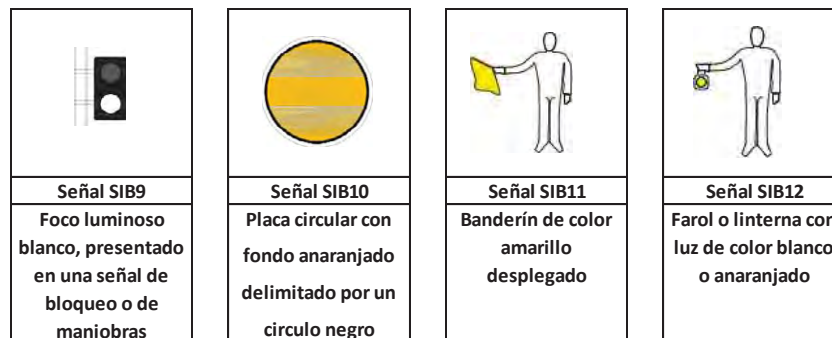 Señal SIB9
Foco luminoso
blanco, presentado
en una señal de
bloqueo o de
maniobras
Señal SIB10
Placa circular con
fondo anaranjado
delimitado por un
circulo negro
Señal SIB11
Banderín de color
amarillo
desplegado
Señal SIB12
Farol o linterna con
luz de color blanco
o anaranjado